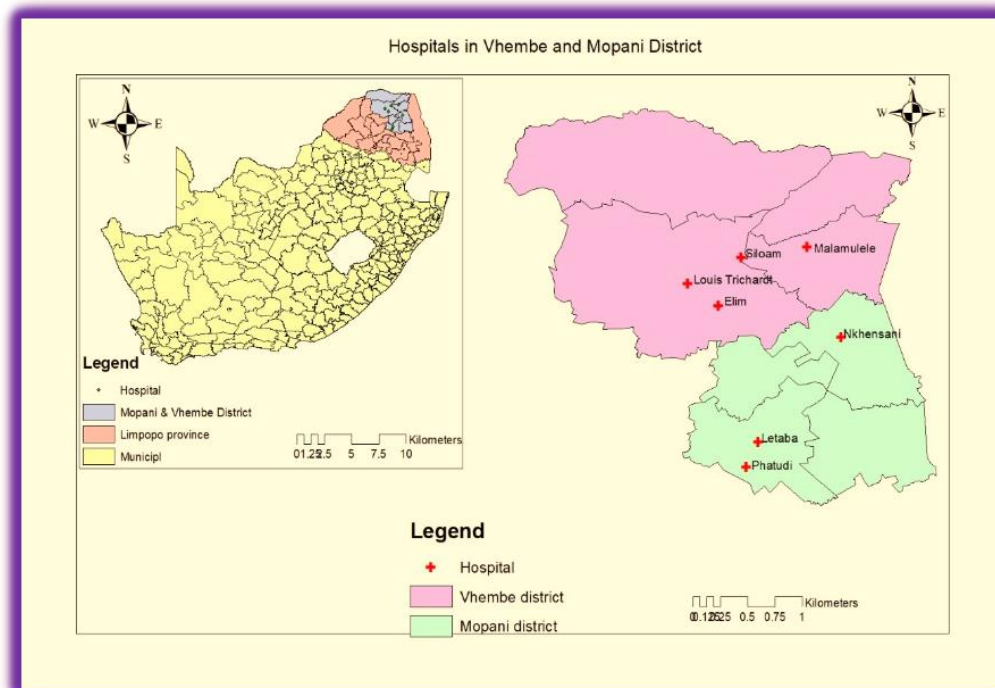 Hospitals in Vhembe and Mopani District
N
W E
S
Legend
Hospital
Mopani & Vhembe District
Limpopo province
Municipl
Kilometers
01.252.5 5 7.5 10
N
W E
S
Siloam
Malamulele
Louis Trichardt
Elim
Nkhensani
Letaba
Phatudi
Legend
Hospital
Vhembe district
Mopani district
Kilometers
0.5 0.75 1